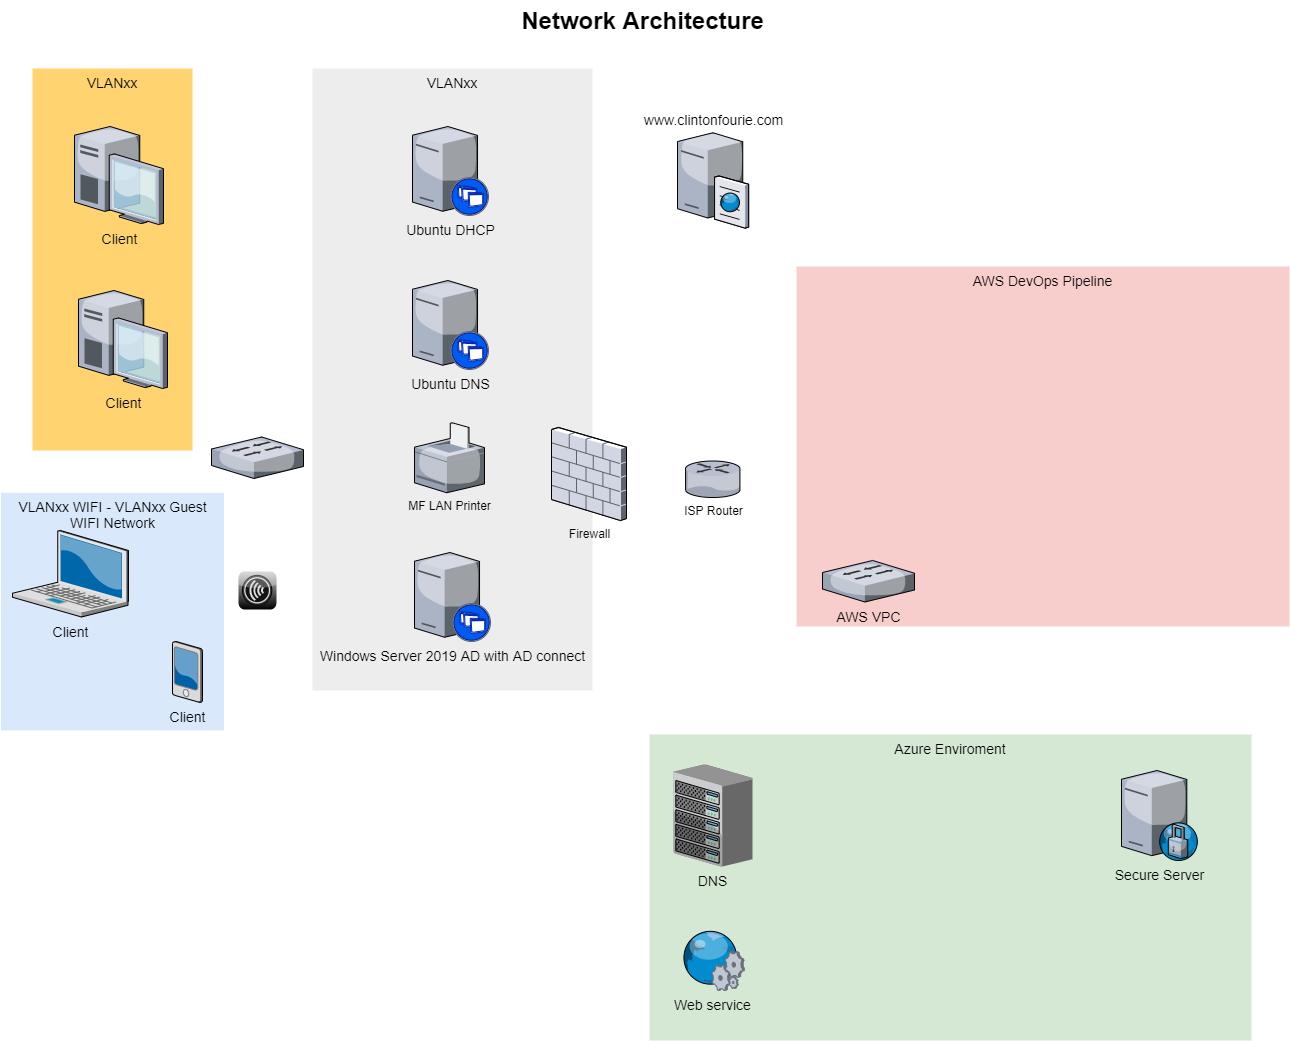 Network Architecture
VLANxx
Client
Client
VLANxx
Ubuntu DHCP
Ubuntu DNS
MF LAN Printer
Windows Server 2019 AD with AD connect
Firewall
www.clintonfourie.com
ISP Router
AWS DevOps Pipeline
AWS VPC
VLANxx WIFI - VLANxx Guest
WIFI Network
Client
Client
Azure Enviroment
DNS
Secure Server
Web service